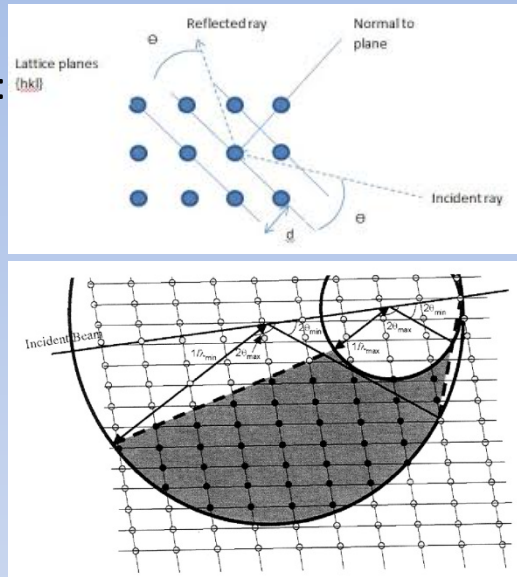 Reflected ray
Normal to
plane
Θ
Lattice planes
{hkl}
:
Incident ray
Θ
d
Incident Beam
1/λmin
2θmax
2θmin
1/λmax
2θmax
2θmin